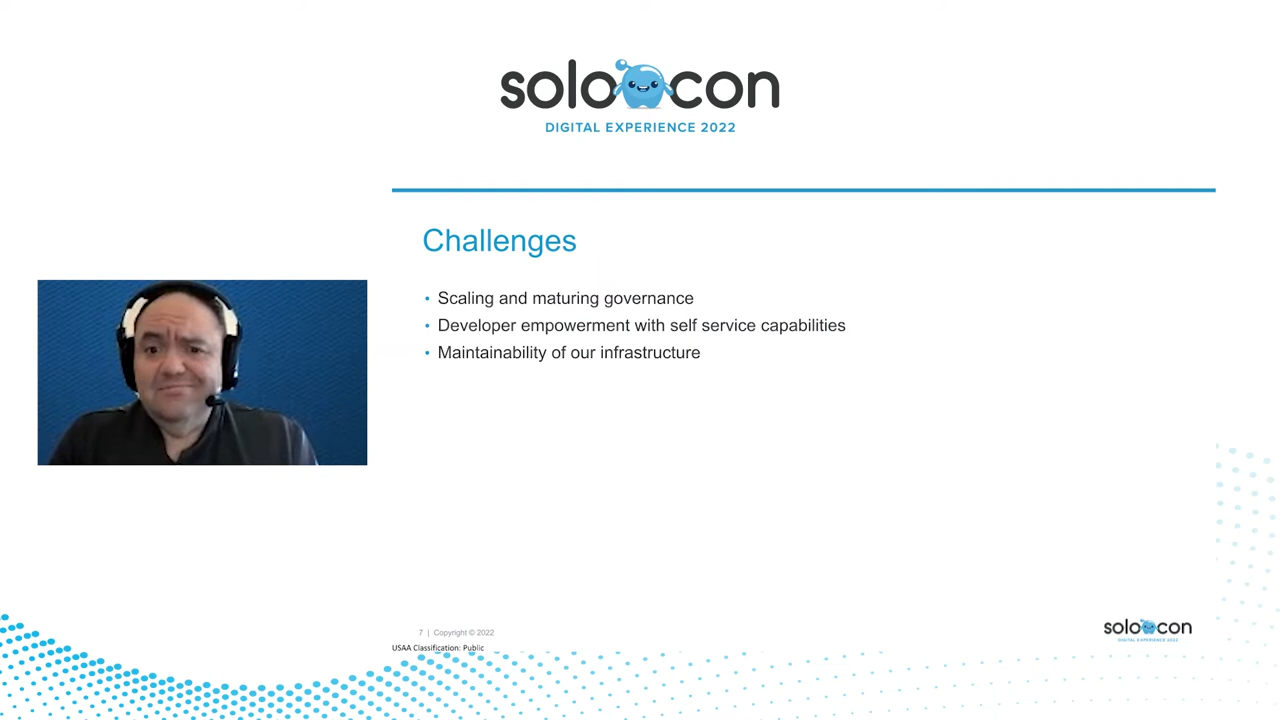 solo con
DIGITAL EXPERIENCE 2022
Challenges
• Scaling and maturing governance
• Developer empowerment with self service capabilities
• Maintainability of our infrastructure
7 | Copyright © 2022
USAA Classification: Public
solo con
DIGITAL EXPERIENCE 2022